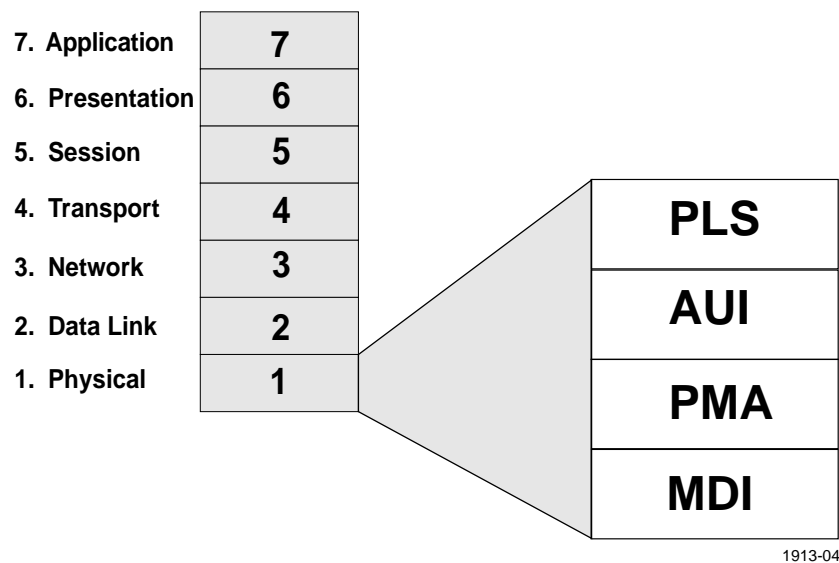 7. Application 7
6. Presentation 6
5. Session 5
4. Transport 4
3. Network 3
2. Data Link 2
1. Physical 1
PLS
AUI
PMA
MDI
1913-04